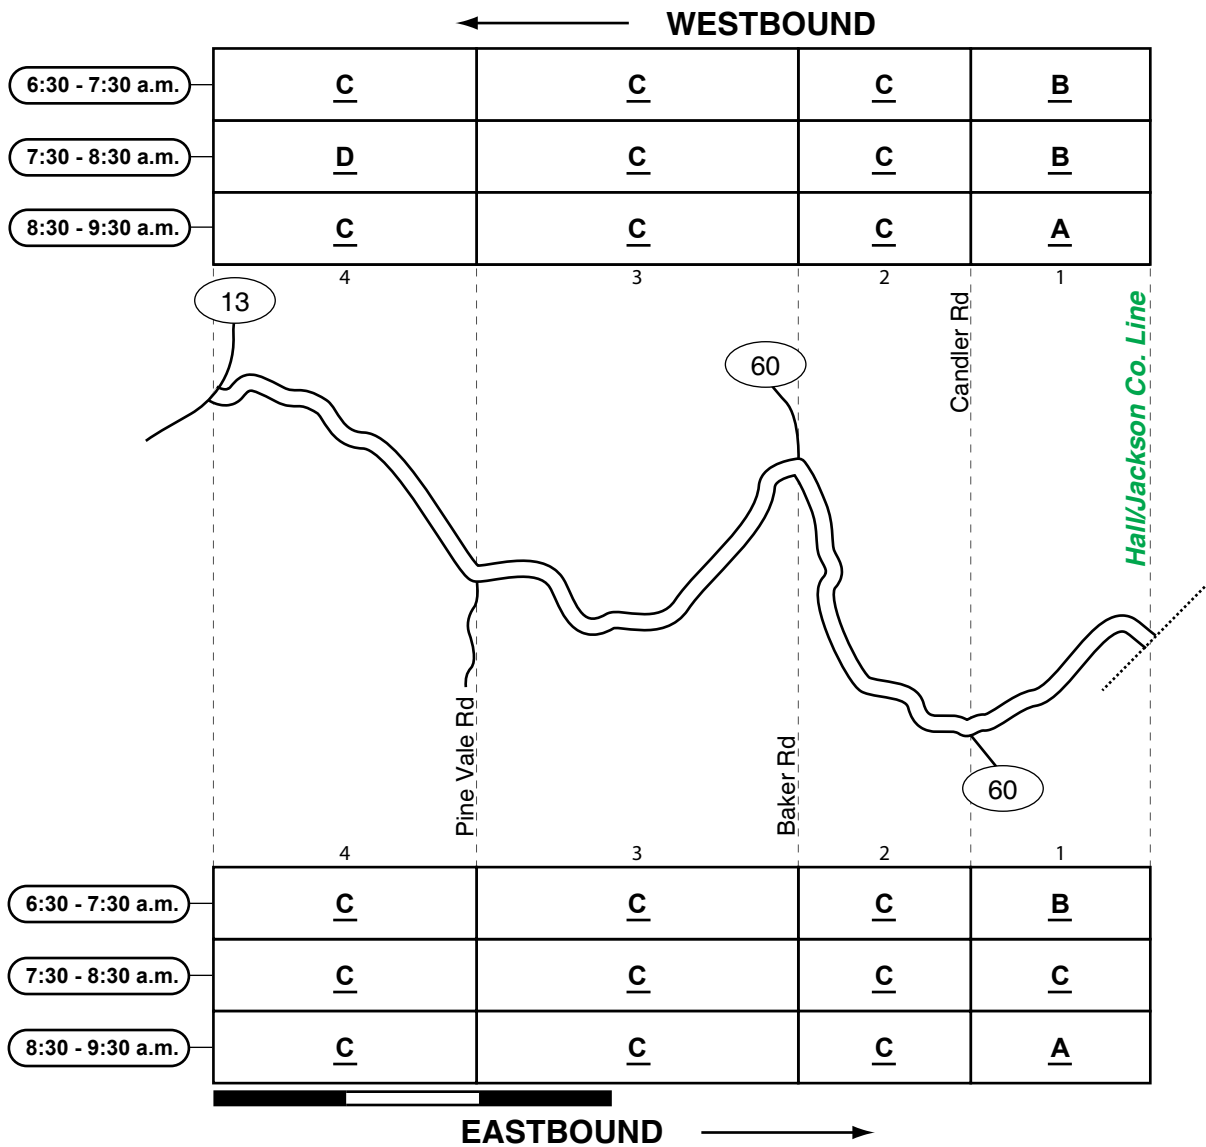 WESTBOUND
6:30 - 7:30 a.m. C C C B
7:30 - 8:30 a.m. D C C B
8:30 - 9:30 a.m. C C C A
4 3 2 1
13
60
Candler Rd
Hall/Jackson Co. Line
Pine Vale Rd
Baker Rd
60
4 3 2 1
6:30 - 7:30 a.m. C C C B
7:30 - 8:30 a.m. C C C C
8:30 - 9:30 a.m. C C C A
EASTBOUND